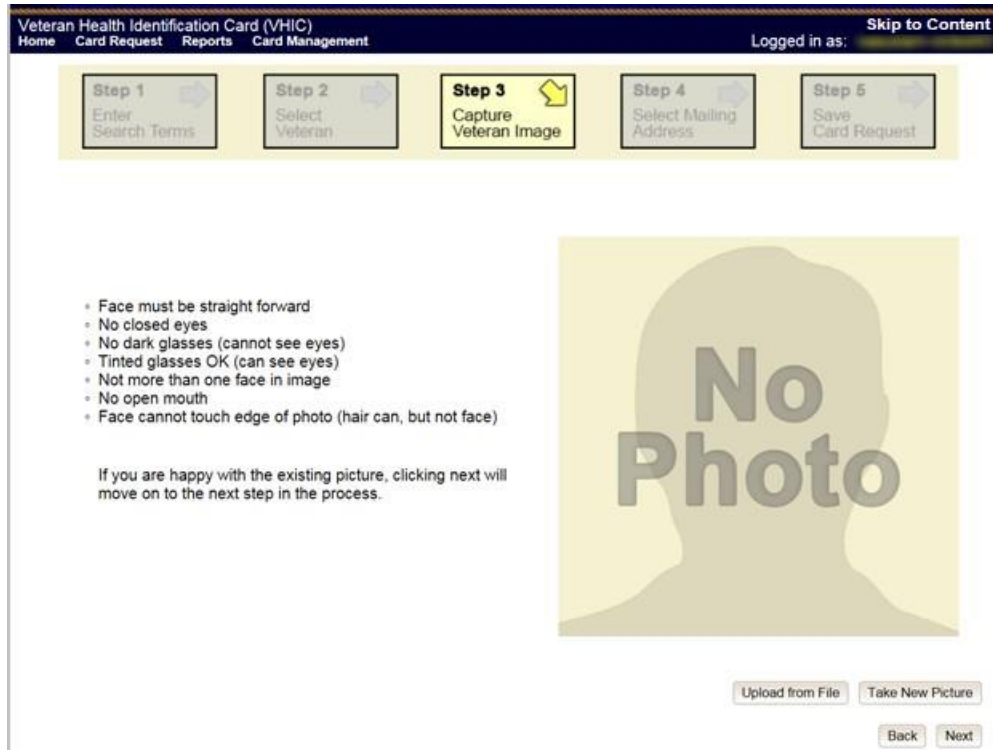 Veteran Health Identification Card (VHIC)
Skip to Content
Home Card Request Reports Card Management
Logged in as:
Step 1
Enter
Search Terms
Step 2
Select
Veteran
Step 3
Capture
Veteran Image
Step 4
Select Mailing
Address
Step 5
Save
Card Request
Face must be straight forward
No closed eyes
No dark glasses (cannot see eyes)
Tinted glasses OK (can see eyes)
Not more than one face in image
No open mouth
Face cannot touch edge of photo (hair can, but not face)
If you are happy with the existing picture, clicking next will
move on to the next step in the process.
No
Photo
Upload from File Take New Picture
Back Next